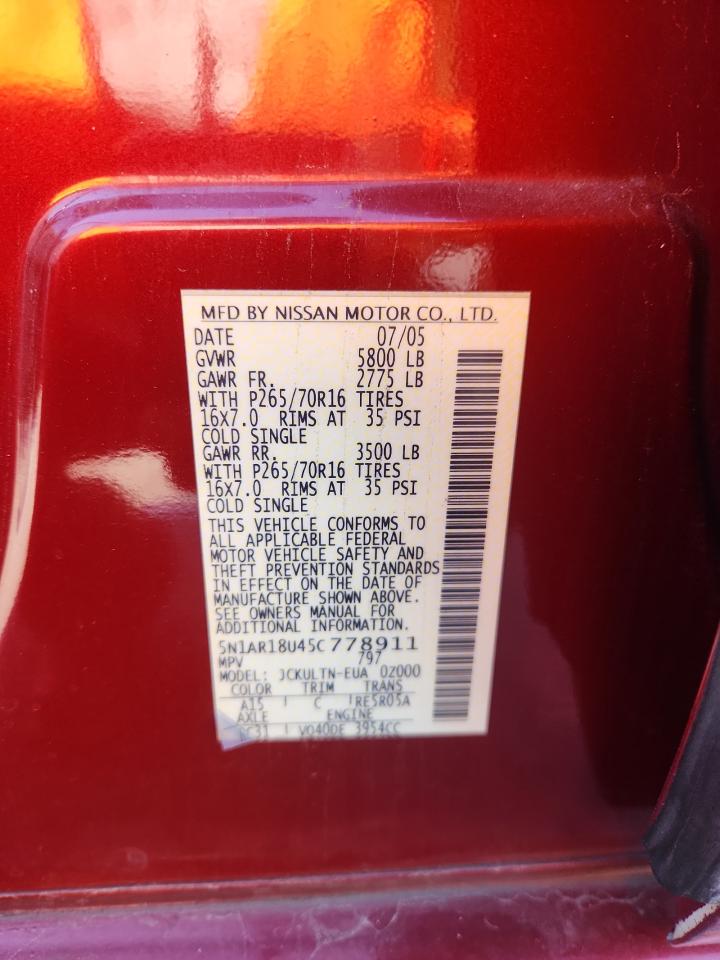 MFD BY NISSAN MOTOR CO., LTD.
DATE 07/05
GVWR 5800 LB
GAWR FR. 2775 LB
WITH P265/70R16 TIRES
16X7.0 RIMS AT 35 PSI
COLD SINGLE
GAWR RR. 3500 LB
WITH P265/70R16 TIRES
16X7.0 RIMS AT 35 PSI
COLD SINGLE
THIS VEHICLE CONFORMS TO
ALL APPLICABLE FEDERAL
MOTOR VEHICLE SAFETY AND
THEFT PREVENTION STANDARDS
IN EFFECT ON THE DATE OF
MANUFACTURE SHOWN ABOVE.
SEE OWNERS MANUAL FOR
ADDITIONAL INFORMATION.
5N1AR18U45C778911
MPV 797
MODEL: JCKULTN-EUA 0Z000
COLOR TRIM TRANS
A15 C RE5R05A
AXLE ENGINE
C31 VQ40DE 3954CC